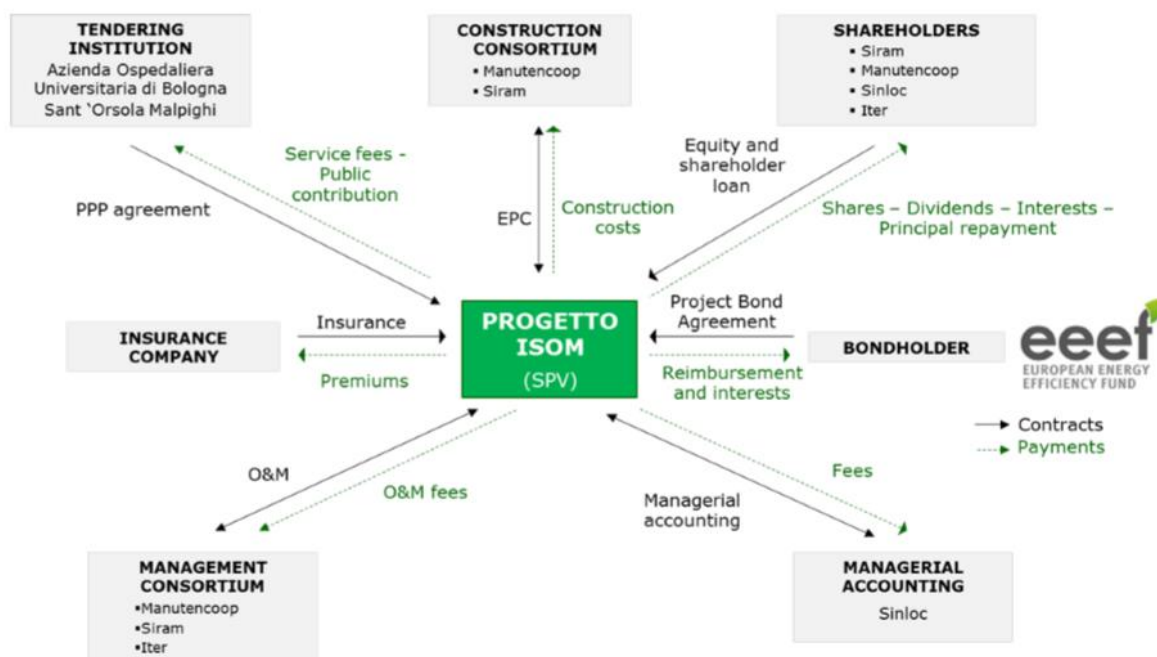 TENDERING
INSTITUTION
Azienda Ospedaliera
Universitaria di Bologna
Sant 'Orsola Malpighi
CONSTRUCTION
CONSORTIUM
▪ Manutencoop
▪ Siram
SHAREHOLDERS
▪ Siram
▪ Manutencoop
▪ Sinloc
▪ Iter
Service fees -
Public
contribution
PPP agreement
EPC
Construction
costs
Equity and
shareholder
loan
Shares – Dividends – Interests –
Principal repayment
INSURANCE
COMPANY
Insurance
Premiums
PROGETTO
ISOM
(SPV)
Project Bond
Agreement
Reimbursement
and interests
BONDHOLDER
eeef
EUROPEAN ENERGY
EFFICIENCY FUND
Contracts
Payments
O&M
O&M fees
Managerial
accounting
Fees
MANAGEMENT
CONSORTIUM
▪Manutencoop
▪Siram
▪Iter
MANAGERIAL
ACCOUNTING
Sinloc